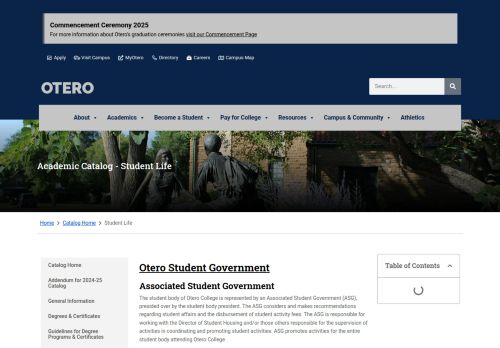 Commencement Ceremony 2025
For more information about Otero's graduation ceremonies visit our Commencement Page
Apply Visit Campus MyOtero Directory Careers Campus Map
OTERO
Search...
About Academics Become a Student Pay for College Resources Campus & Community Athletics
Academic Catalog - Student Life
Home > Catalog Home > Student Life
Catalog Home
Addendum for 2024-25
Catalog
General Information
Degrees & Certificates
Guidelines for Degree
Programs & Certificates
Otero Student Government
Associated Student Government
The student body of Otero College is represented by an Associated Student Government (ASG),
presided over by the student body president. The ASG considers and makes recommendations
regarding student affairs and the disbursement of student activity fees. The ASG is responsible for
working with the Director of Student Housing and/or those others responsible for the supervision of
activities in coordinating and promoting student activities. ASG promotes activities for the entire
student body attending Otero College.
Table of Contents